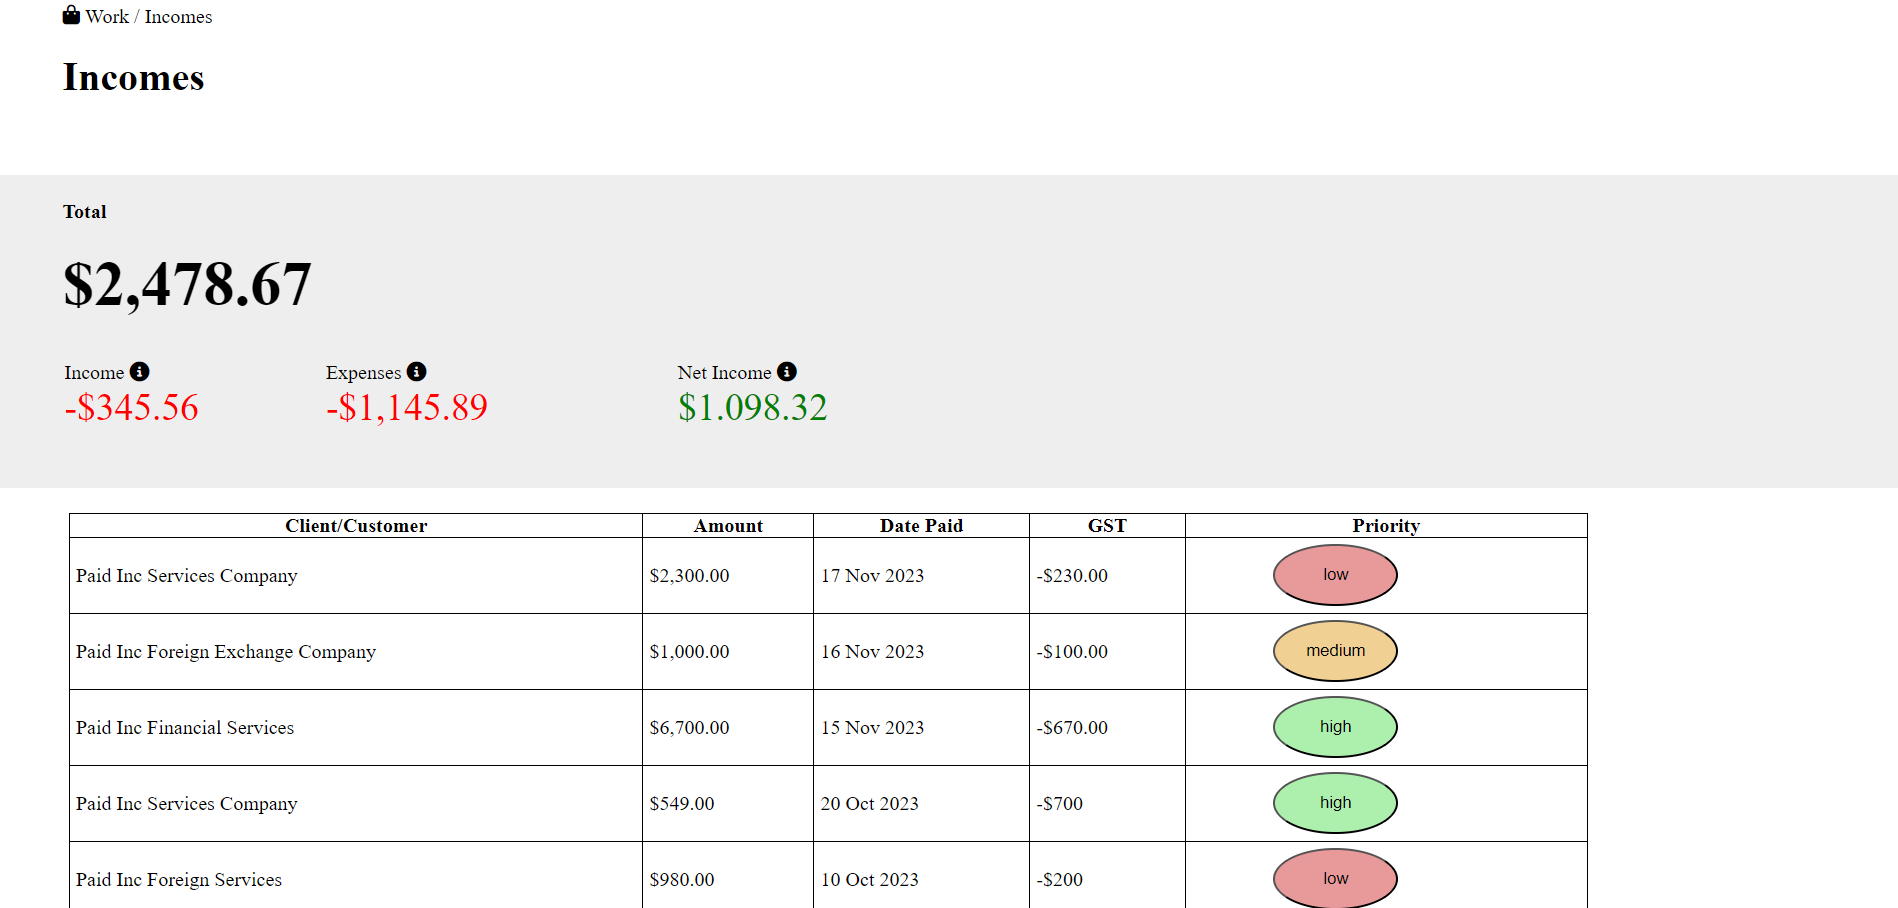 Work / Incomes
Incomes
Total
$2,478.67
Income Expenses Net Income
-$345.56 -$1,145.89 $1.098.32
Client/Customer Amount Date Paid GST Priority
Paid Inc Services Company $2,300.00 17 Nov 2023 -$230.00 low
Paid Inc Foreign Exchange Company $1,000.00 16 Nov 2023 -$100.00 medium
Paid Inc Financial Services $6,700.00 15 Nov 2023 -$670.00 high
Paid Inc Services Company $549.00 20 Oct 2023 -$700 high
Paid Inc Foreign Services $980.00 10 Oct 2023 -$200 low